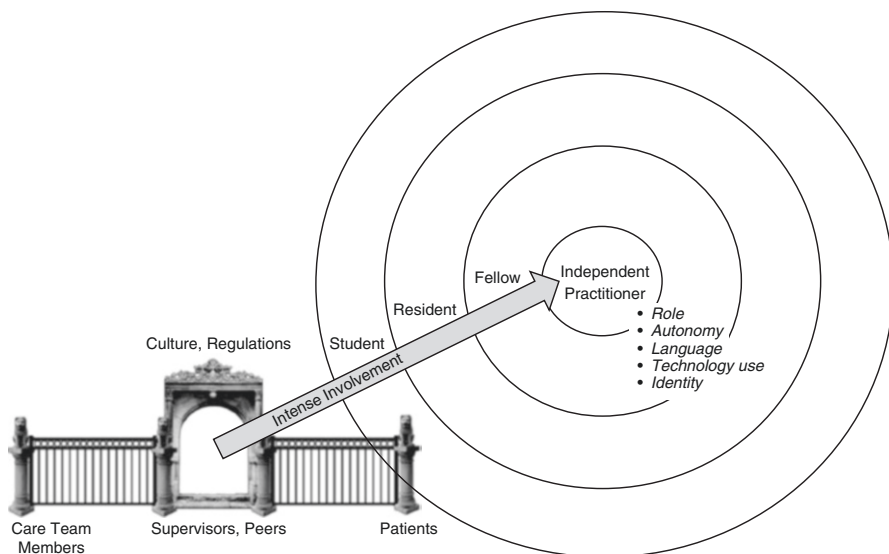 Independent
Practitioner
Fellow
Resident
Student
• Role
• Autonomy
• Language
• Technology use
• Identity
Culture, Regulations
Intense Involvement
Care Team
Members
Supervisors, Peers
Patients